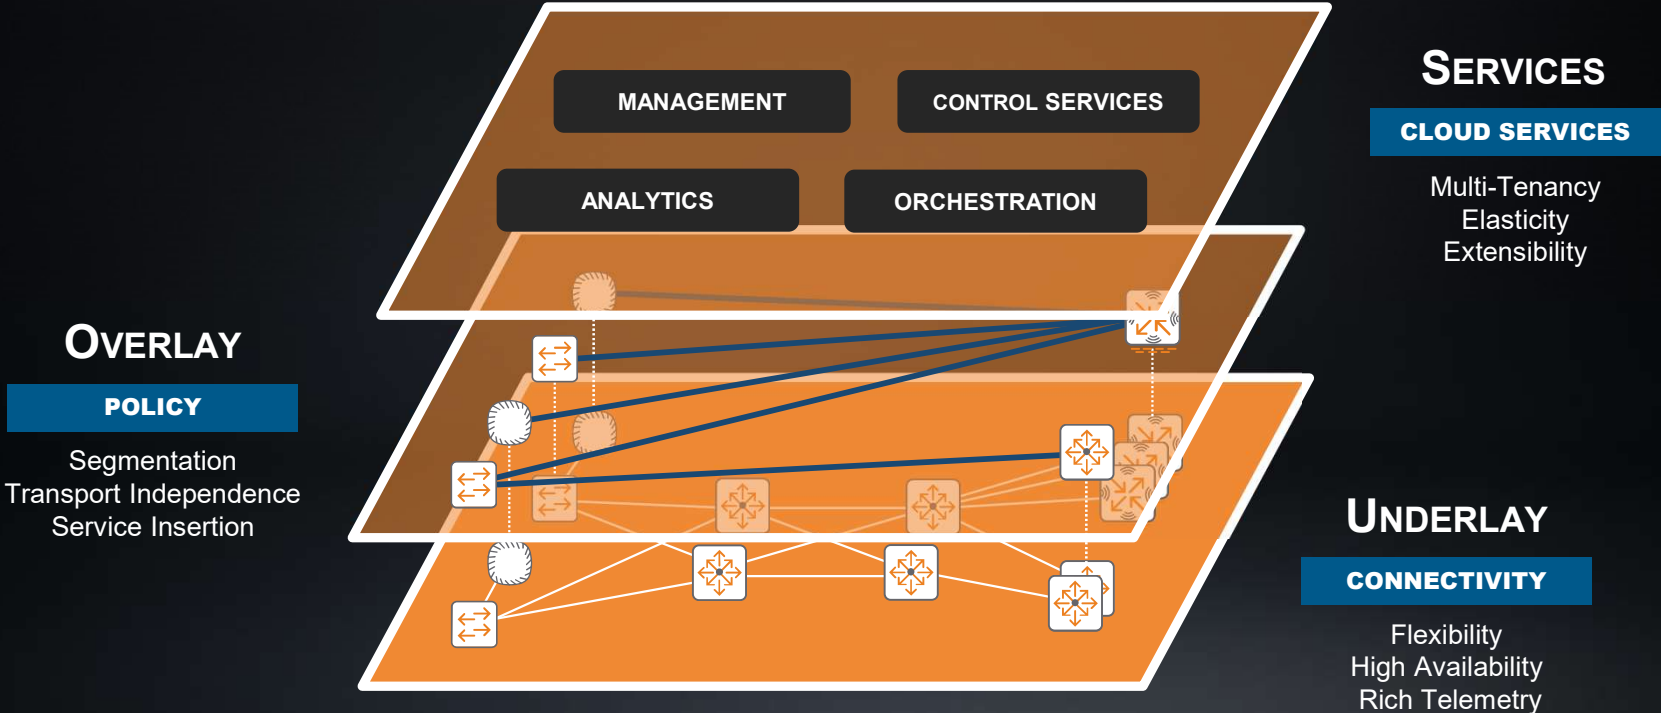 MANAGEMENT
CONTROL SERVICES
ANALYTICS
ORCHESTRATION
SERVICES
CLOUD SERVICES
Multi-Tenancy
Elasticity
Extensibility
OVERLAY
POLICY
Segmentation
Transport Independence
Service Insertion
UNDERLAY
CONNECTIVITY
Flexibility
High Availability
Rich Telemetry